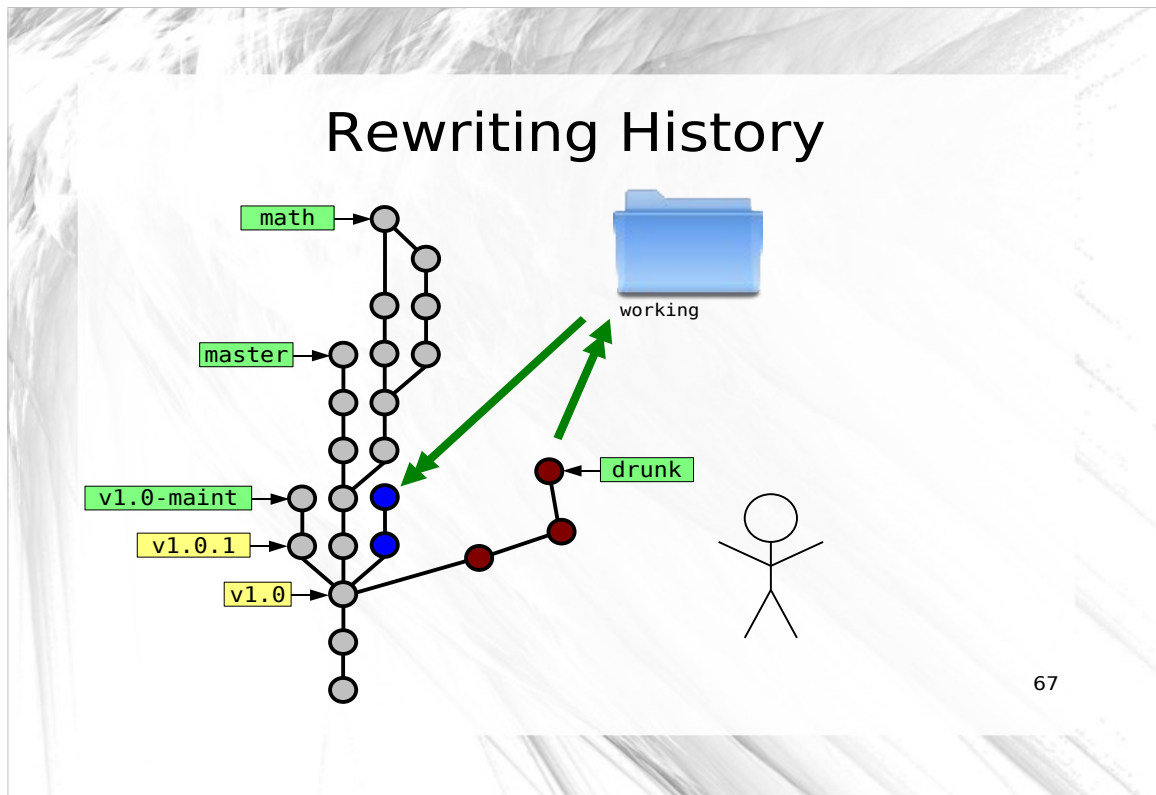 Rewriting History
math
working
master
drunk
v1.0-maint
v1.0.1
v1.0
67